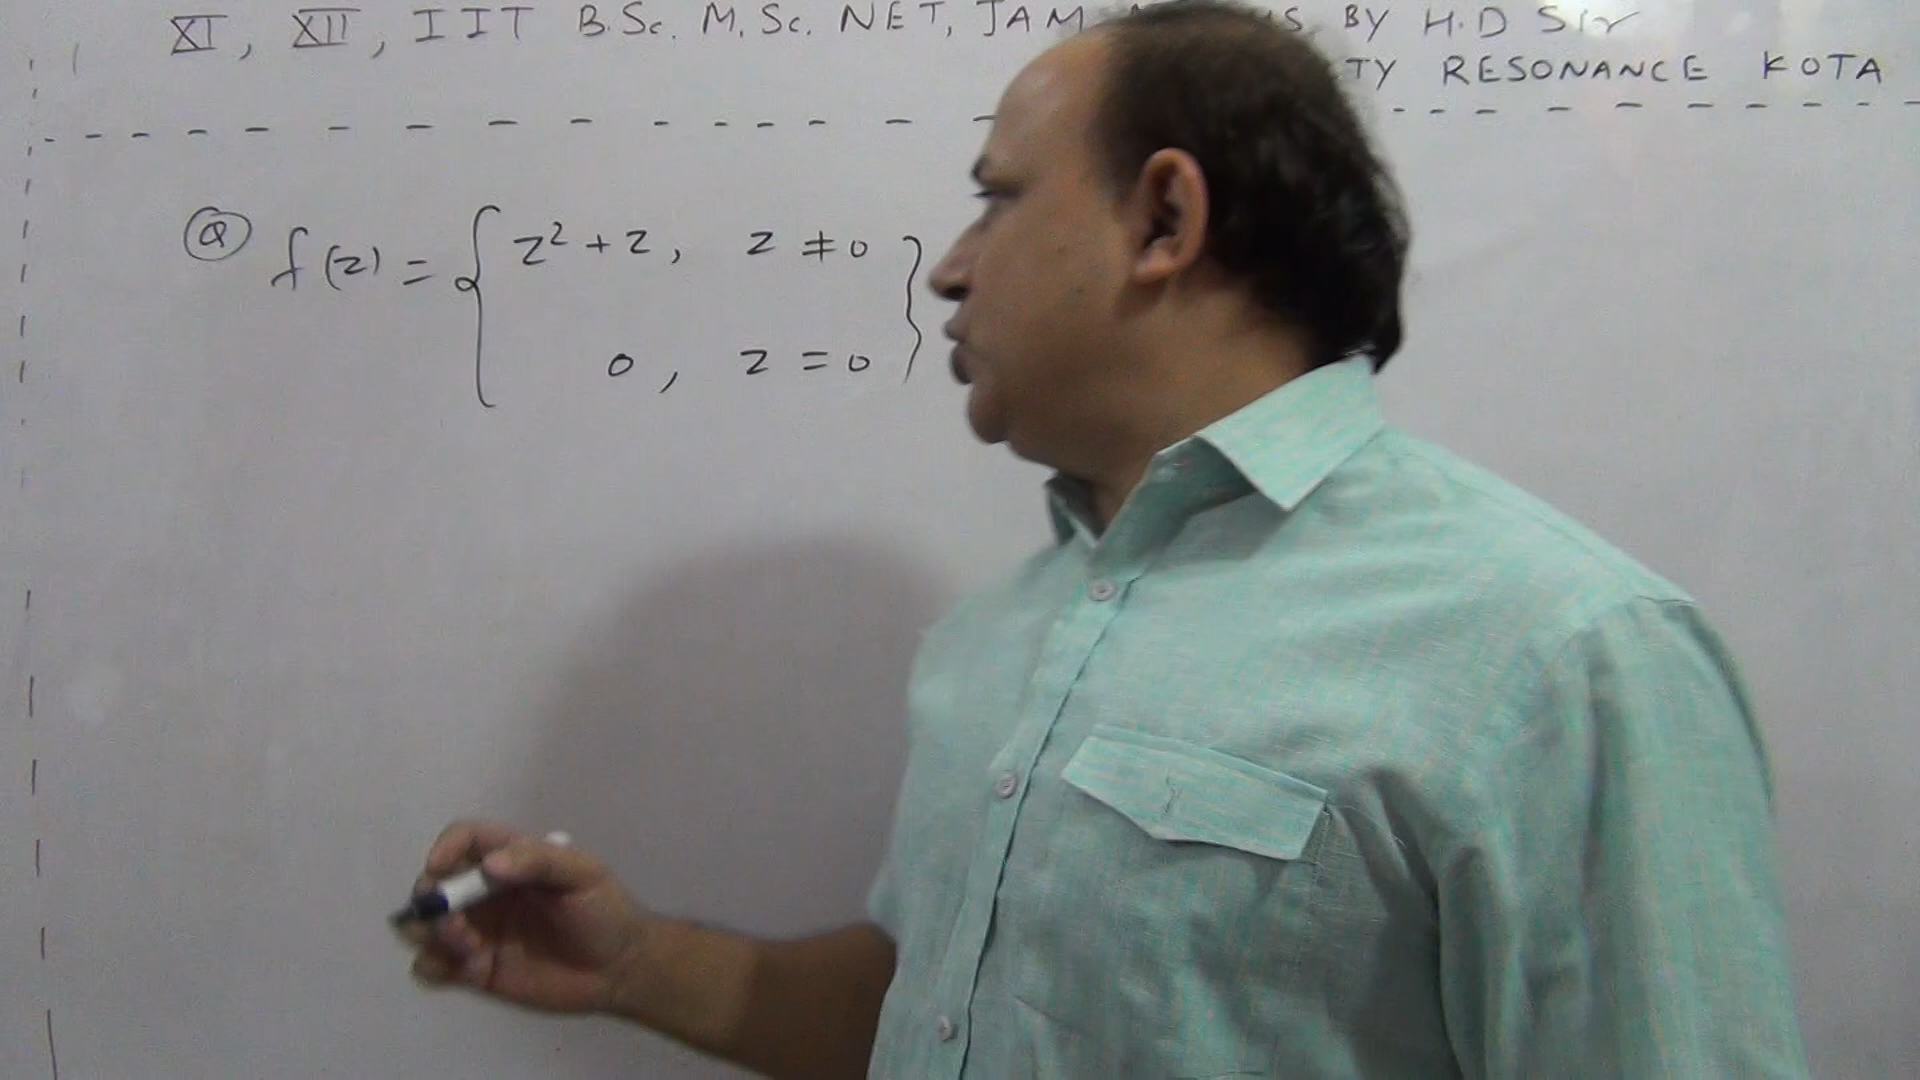 XI, XII, IIT B.Sc. M.Sc. NET, JAM BY H.D Sir
RESONANCE KOTA
Q f(z) = { z² + z, z ≠ 0
0, z = 0 }